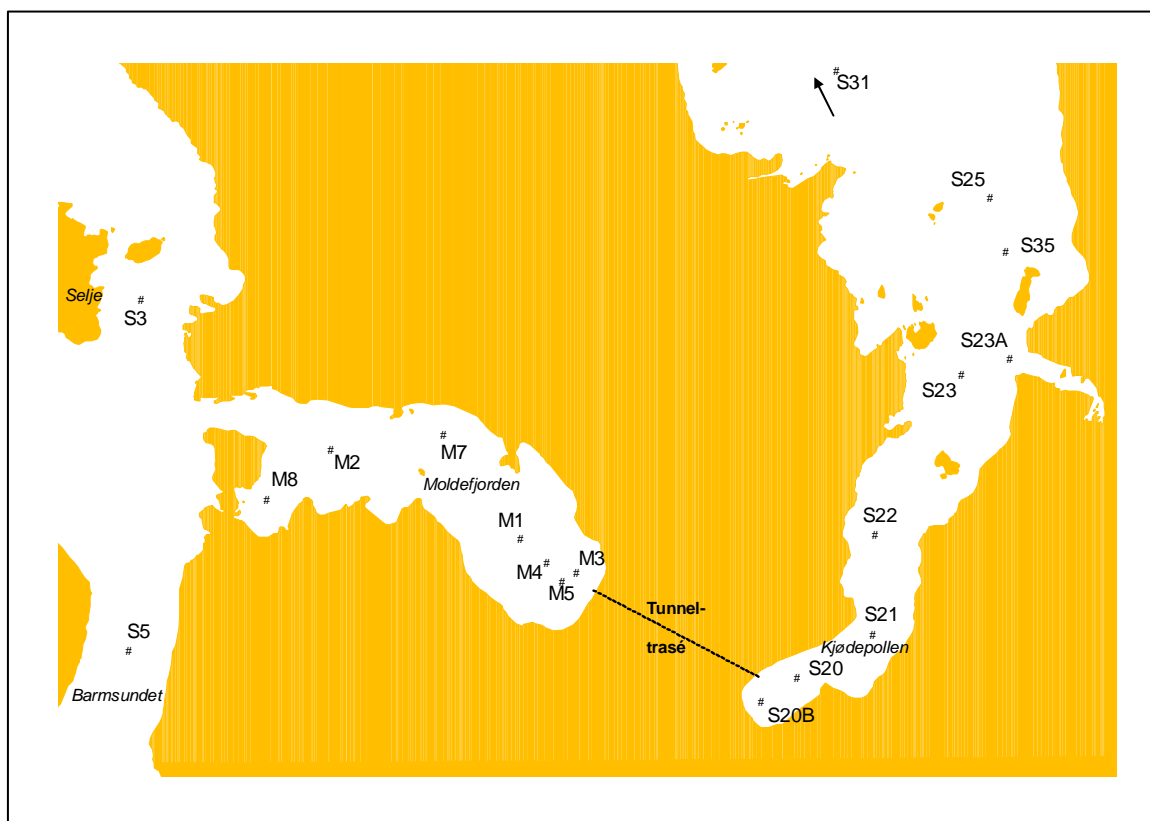 # S31
S25
#
# S35
Selje #
S3
S23A
#
S23 #
# M7
# M2
M8
Moldefjorden
#
M1
#
S22
#
M4 # # M3
#
M5
Tunnel-
trasé
S21
#
Kjødepollen
S5
#
Barmsundet
# S20
# S20B